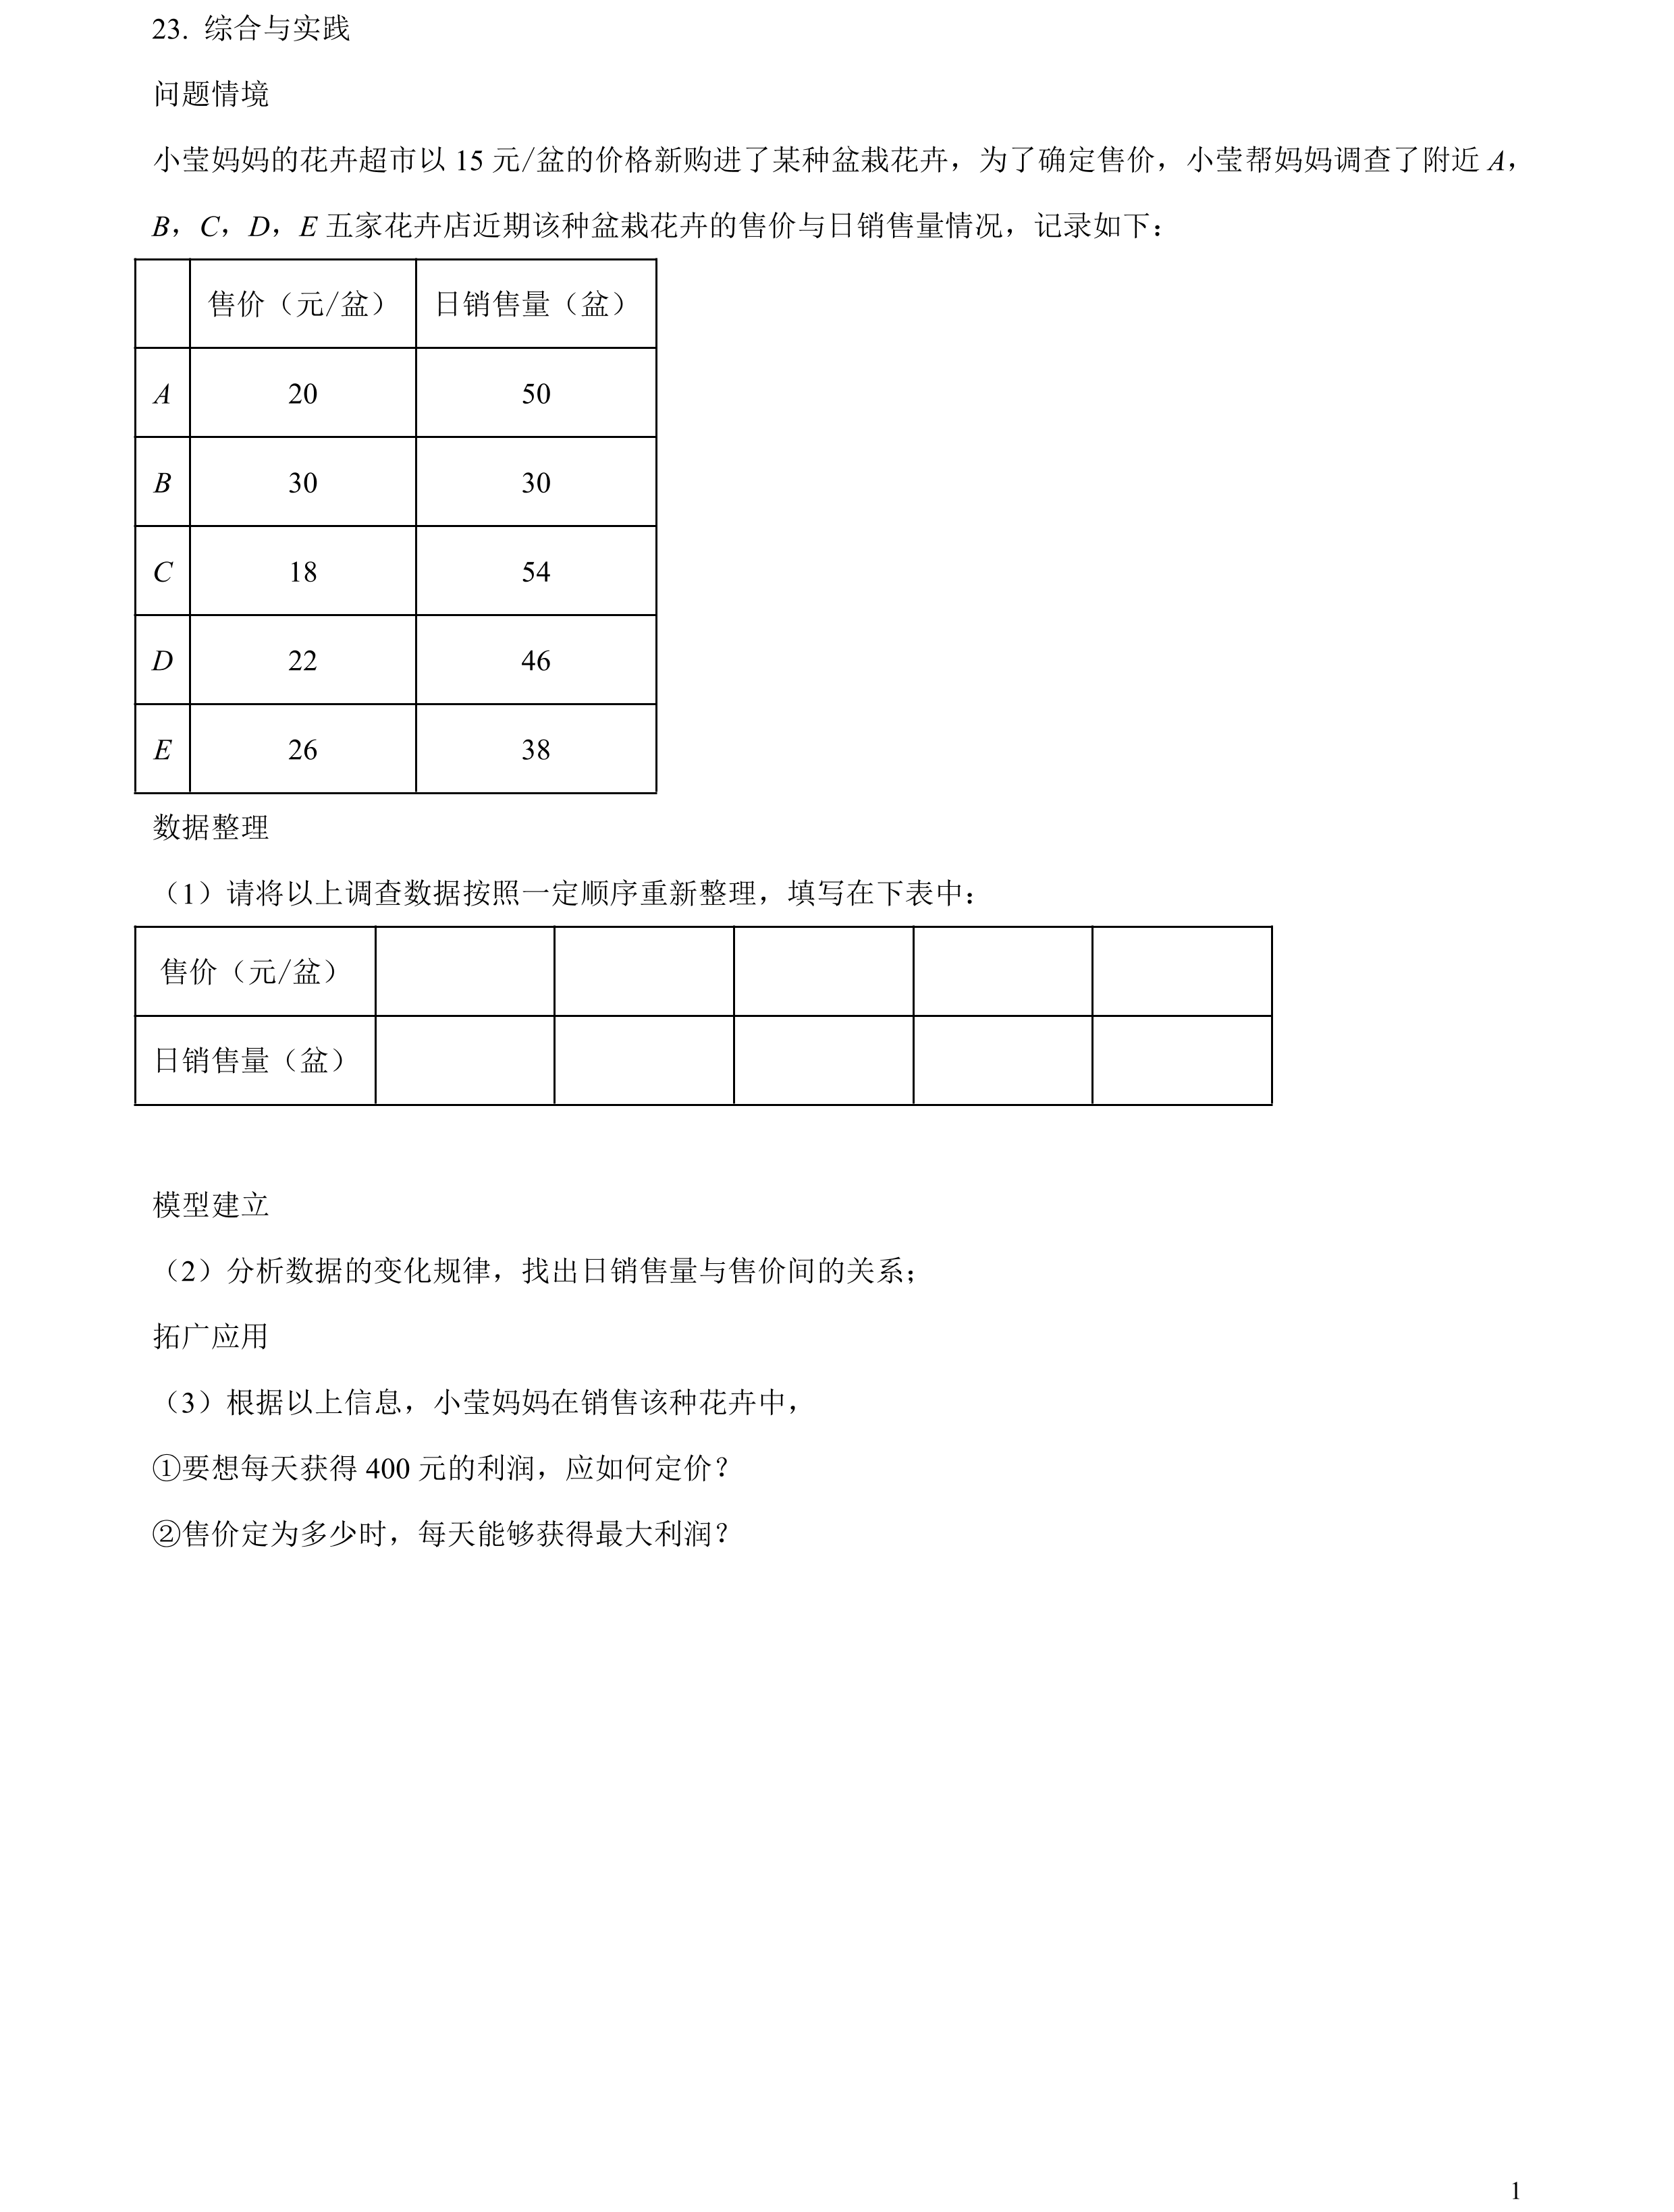 23. 综合与实践
问题情境
小莹妈妈的花卉超市以 15 元/盆的价格新购进了某种盆栽花卉，为了确定售价，小莹帮妈妈调查了附近 A，
B，C，D，E 五家花卉店近期该种盆栽花卉的售价与日销售量情况，记录如下：
售价（元/盆） 日销售量（盆）
A 20 50
B 30 30
C 18 54
D 22 46
E 26 38
数据整理
（1）请将以上调查数据按照一定顺序重新整理，填写在下表中：
售价（元/盆）
日销售量（盆）
模型建立
（2）分析数据的变化规律，找出日销售量与售价间的关系；
拓广应用
（3）根据以上信息，小莹妈妈在销售该种花卉中，
①要想每天获得 400 元的利润，应如何定价？
②售价定为多少时，每天能够获得最大利润？
1